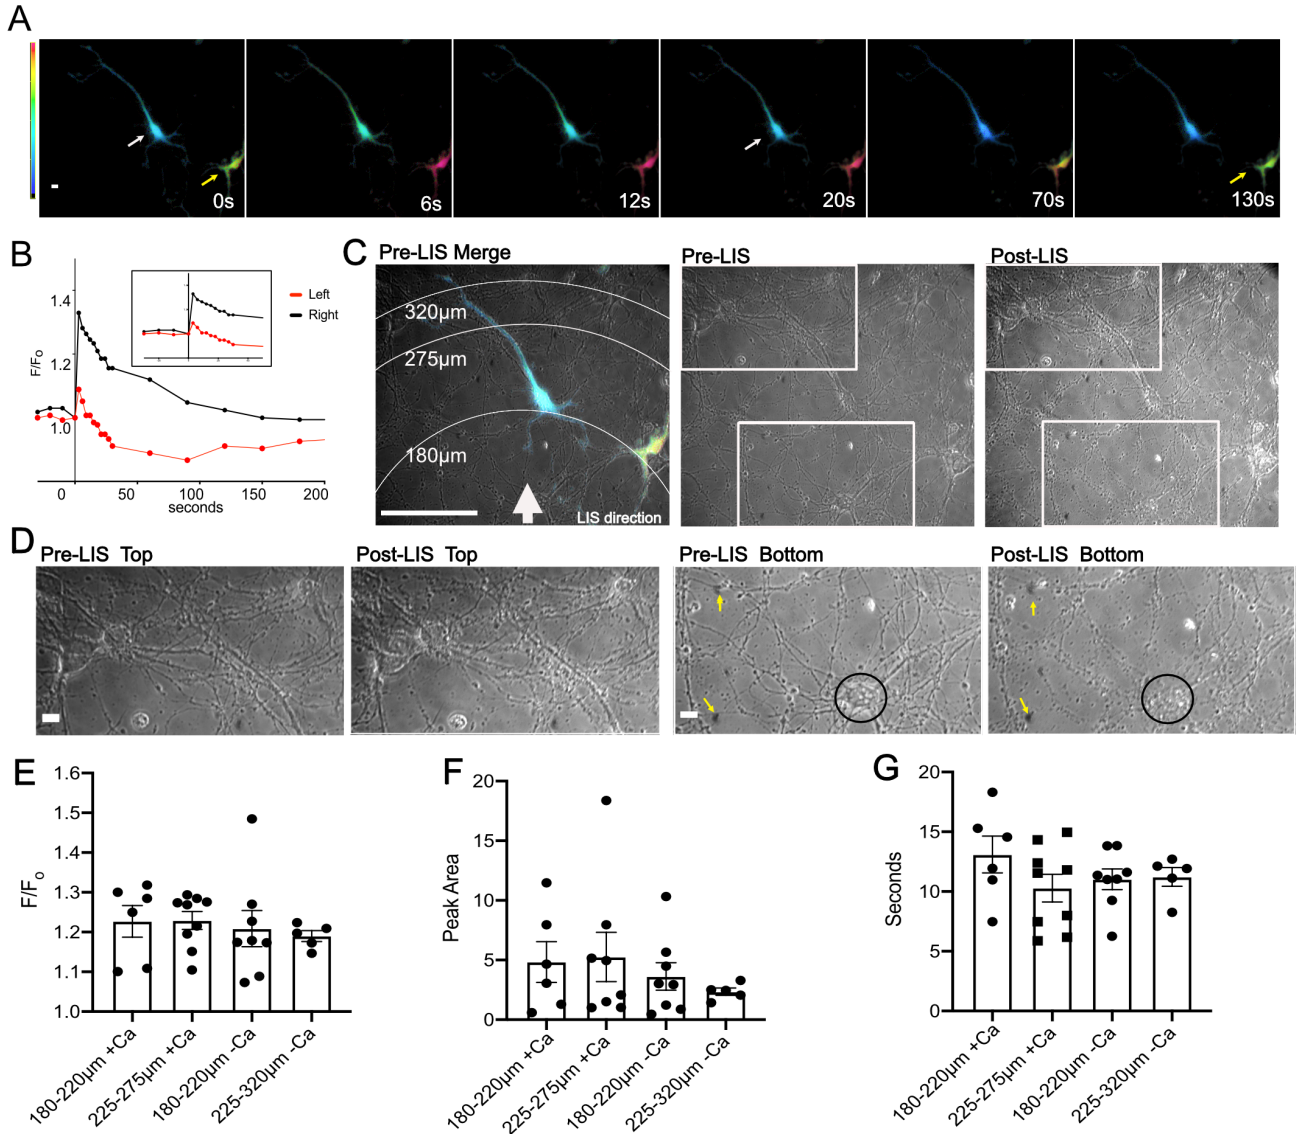 A
0s
6s
12s
20s
70s
130s
B
1.4
1.2
1.0
F/Fo
0
50
100
150
200
seconds
Left
Right
C
Pre-LIS Merge
320µm
275µm
180µm
LIS direction
Pre-LIS
Post-LIS
D
Pre-LIS Top
Post-LIS Top
Pre-LIS Bottom
Post-LIS Bottom
E
1.6
1.5
1.4
1.3
1.2
1.1
1.0
F/Fo
180-220µm +Ca
225-275µm +Ca
180-220µm -Ca
225-320µm -Ca
F
20
15
10
5
0
Peak Area
180-220µm +Ca
225-275µm +Ca
180-220µm -Ca
225-320µm -Ca
G
20
15
10
5
0
Seconds
180-220µm +Ca
225-275µm +Ca
180-220µm -Ca
225-320µm -Ca